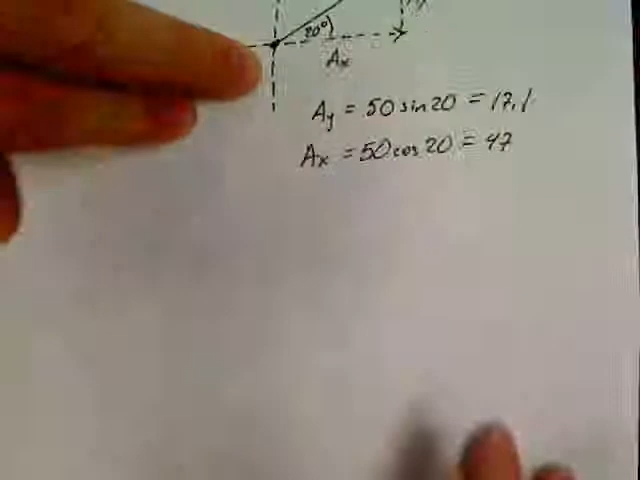 20°
Ax
Ay = 50 sin 20 = 17.1
Ax = 50 cos 20 = 47